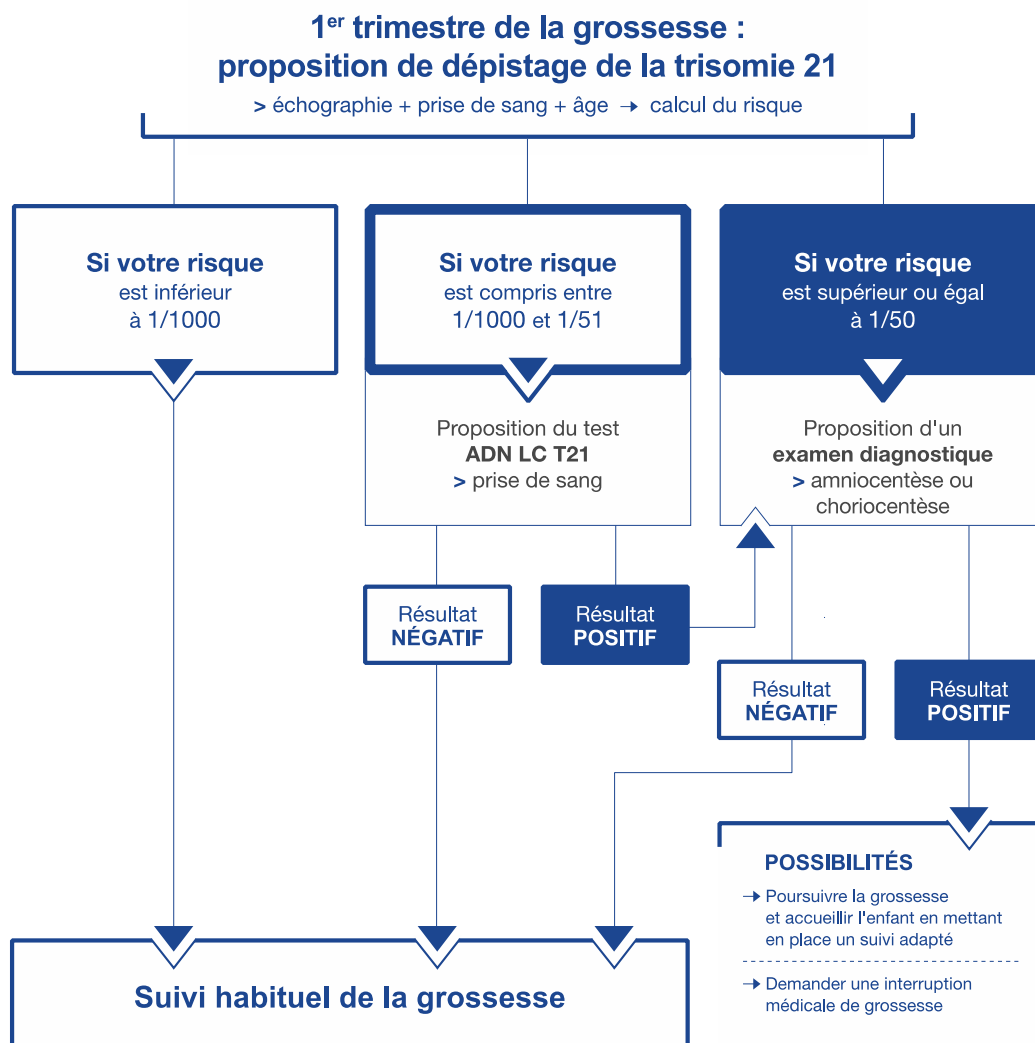 1er trimestre de la grossesse :
proposition de dépistage de la trisomie 21
> échographie + prise de sang + âge → calcul du risque
Si votre risque
est inférieur
à 1/1000
Si votre risque
est compris entre
1/1000 et 1/51
Si votre risque
est supérieur ou égal
à 1/50
Proposition du test
ADN LC T21
> prise de sang
Proposition d'un
examen diagnostique
> amniocentèse ou
choriocentèse
Résultat
NÉGATIF
Résultat
POSITIF
Résultat
NÉGATIF
Résultat
POSITIF
POSSIBILITÉS
→ Poursuivre la grossesse
et accueillir l'enfant en mettant
en place un suivi adapté
→ Demander une interruption
médicale de grossesse
Suivi habituel de la grossesse